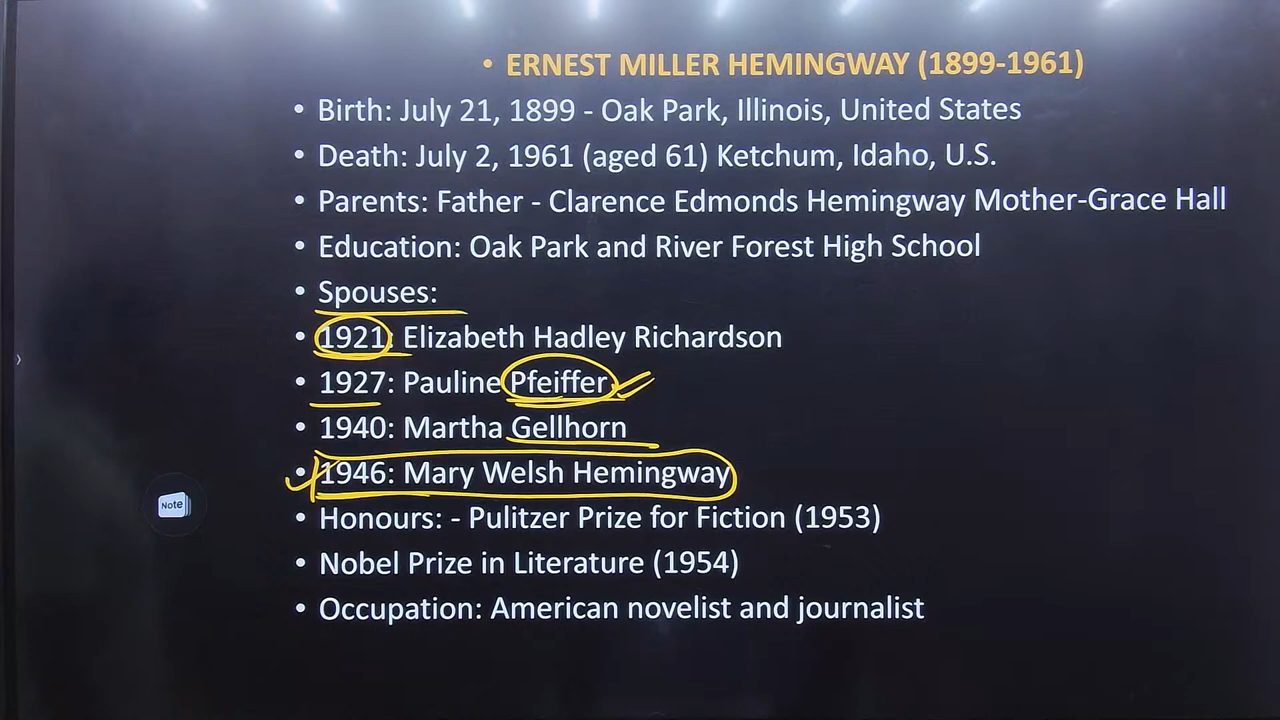 • ERNEST MILLER HEMINGWAY (1899-1961)
• Birth: July 21, 1899 - Oak Park, Illinois, United States
• Death: July 2, 1961 (aged 61) Ketchum, Idaho, U.S.
• Parents: Father - Clarence Edmonds Hemingway Mother-Grace Hall
• Education: Oak Park and River Forest High School
• Spouses:
• 1921: Elizabeth Hadley Richardson
• 1927: Pauline Pfeiffer
• 1940: Martha Gellhorn
• 1946: Mary Welsh Hemingway
Note
• Honours: - Pulitzer Prize for Fiction (1953)
• Nobel Prize in Literature (1954)
• Occupation: American novelist and journalist